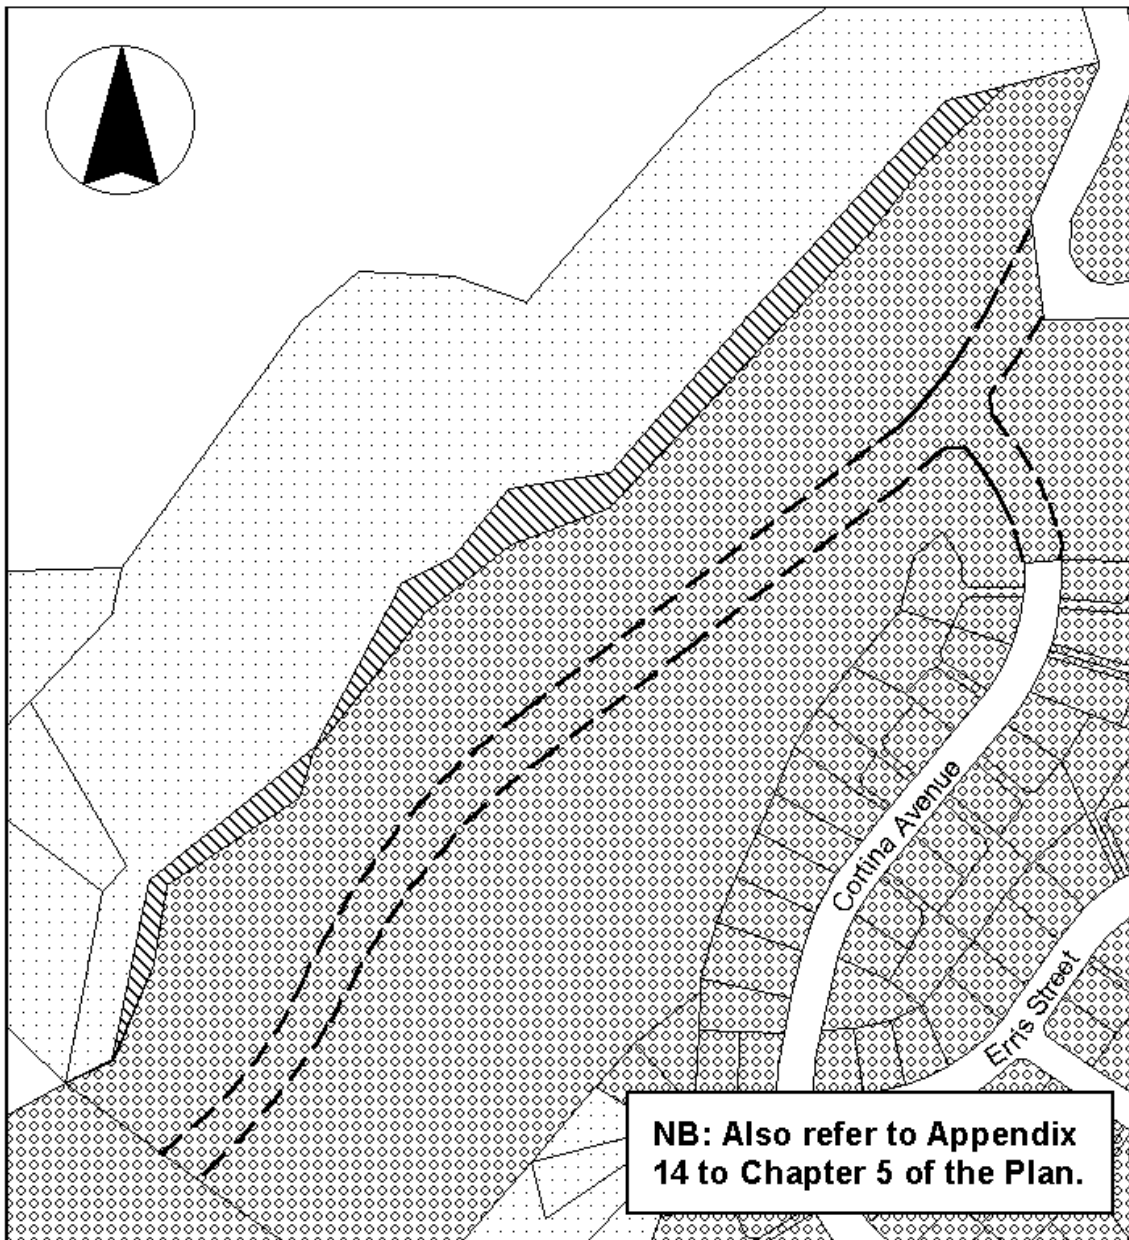 Cortina Avenue
Erris Street
NB: Also refer to Appendix
14 to Chapter 5 of the Plan.